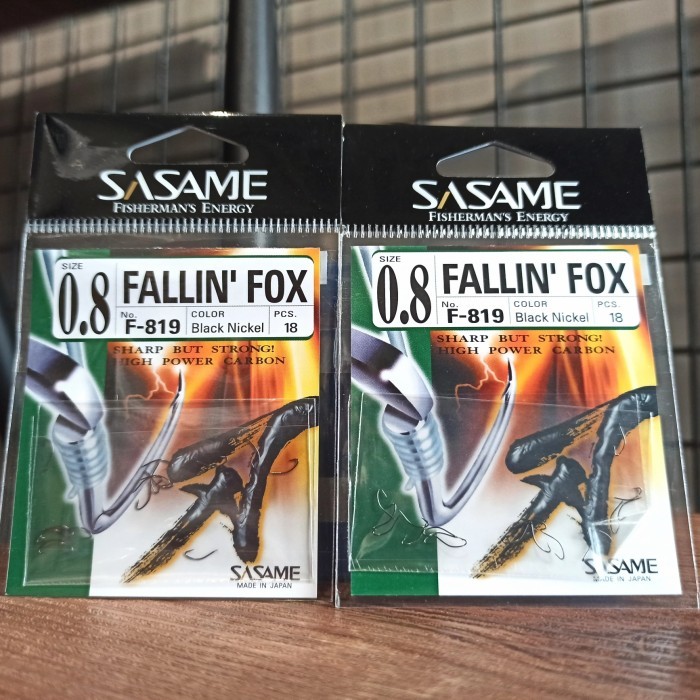 SASAME
FISHERMAN'S ENERGY
SIZE
0.8
FALLIN' FOX
No.
F-819
COLOR
Black Nickel
PCS.
18
SHARP BUT STRONG!
HIGH POWER CARBON
SASAME
MADE IN JAPAN
SASAME
FISHERMAN'S ENERGY
SIZE
0.8
FALLIN' FOX
No.
F-819
COLOR
Black Nickel
PCS.
18
SHARP BUT STRONG!
HIGH POWER CARBON
SASAME
MADE IN JAPAN